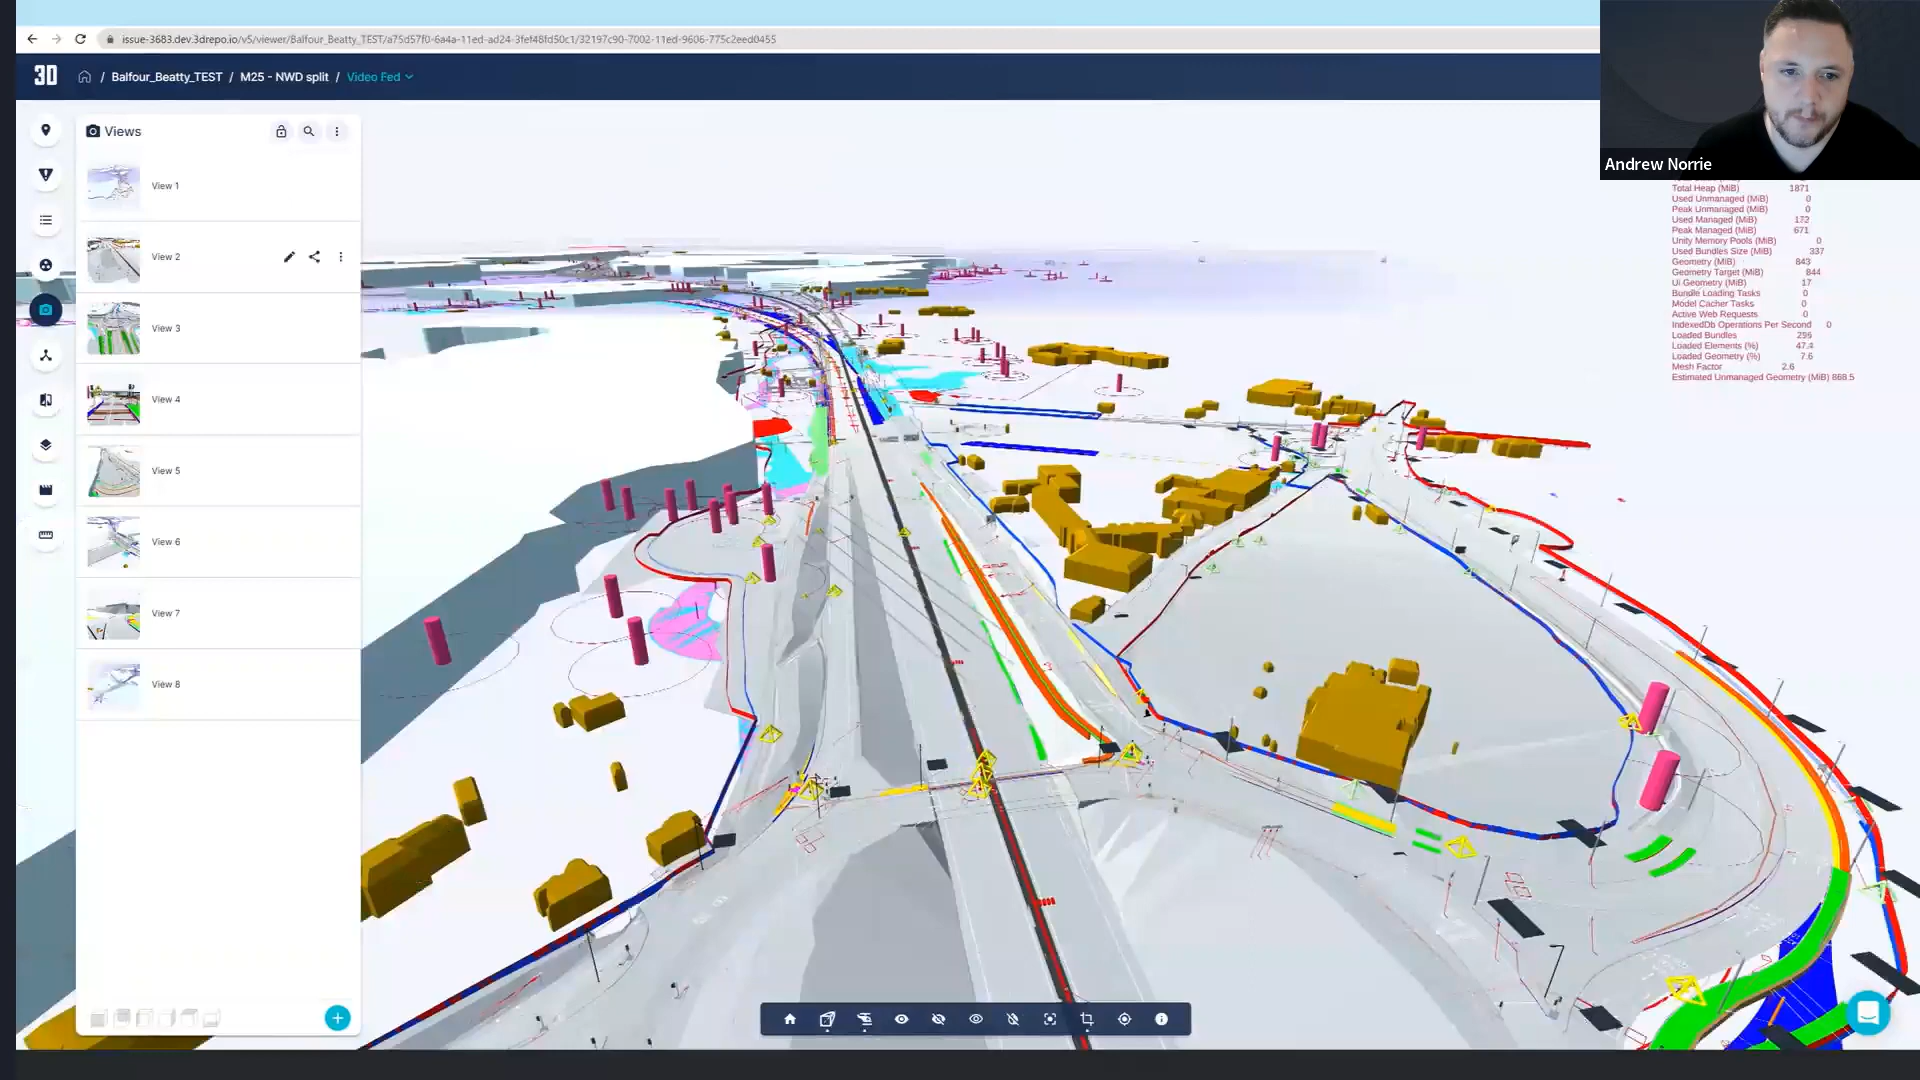 issue-3683.dev.3drepo.io/v5/viewer/Balfour_Beatty_TEST/a75d57f0-6a4a-11ed-ad24-3fef48fd50c1/32197c90-7002-11ed-9606-775c2eed0455
3D / Balfour_Beatty_TEST / M25 - NWD split / Video Fed
Views
View 1
View 2
View 3
View 4
View 5
View 6
View 7
View 8
Andrew Norrie
Total Heap (MiB) 1871
Used Unmanaged (MiB) 0
Peak Unmanaged (MiB) 0
Used Managed (MiB) 172
Peak Managed (MiB) 671
Unity Memory Pools (MiB) 0
Used Bundles Size (MiB) 337
Geometry (MiB) 843
Geometry Target (MiB) 844
Ui Geometry (MiB) 17
Bundle Loading Tasks 0
Model Cacher Tasks 0
Active Web Requests 0
IndexedDb Operations Per Second 0
Loaded Bundles 256
Loaded Elements (%) 47.4
Loaded Geometry (%) 7.6
Mesh Factor 2.6
Estimated Unmanaged Geometry (MiB) 868.5